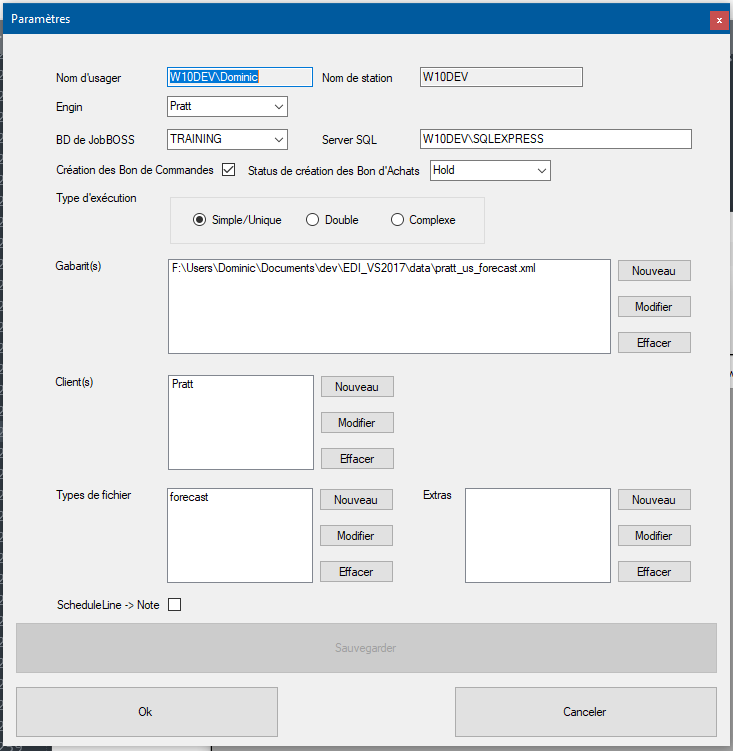 Paramètres
x
Nom d'usager W10DEV\Dominic Nom de station W10DEV
Engin Pratt
BD de JobBOSS TRAINING Server SQL W10DEV\SQLEXPRESS
Création des Bon de Commandes Status de création des Bon d'Achats Hold
Type d'exécution
Simple/Unique Double Complexe
Gabarit(s) F:\Users\Dominic\Documents\dev\EDI_VS2017\data\pratt_us_forecast.xml Nouveau
Modifier
Effacer
Client(s) Pratt Nouveau
Modifier
Effacer
Types de fichier forecast Nouveau Extras Nouveau
Modifier Modifier
Effacer Effacer
ScheduleLine -> Note
Sauvegarder
Ok Canceler